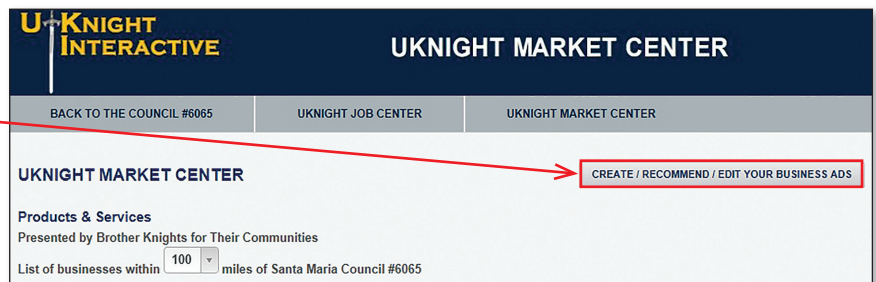 U KNIGHT
INTERACTIVE
UKNIGHT MARKET CENTER
BACK TO THE COUNCIL #6065 UKNIGHT JOB CENTER UKNIGHT MARKET CENTER
UKNIGHT MARKET CENTER CREATE / RECOMMEND / EDIT YOUR BUSINESS ADS
Products & Services
Presented by Brother Knights for Their Communities
List of businesses within 100 miles of Santa Maria Council #6065